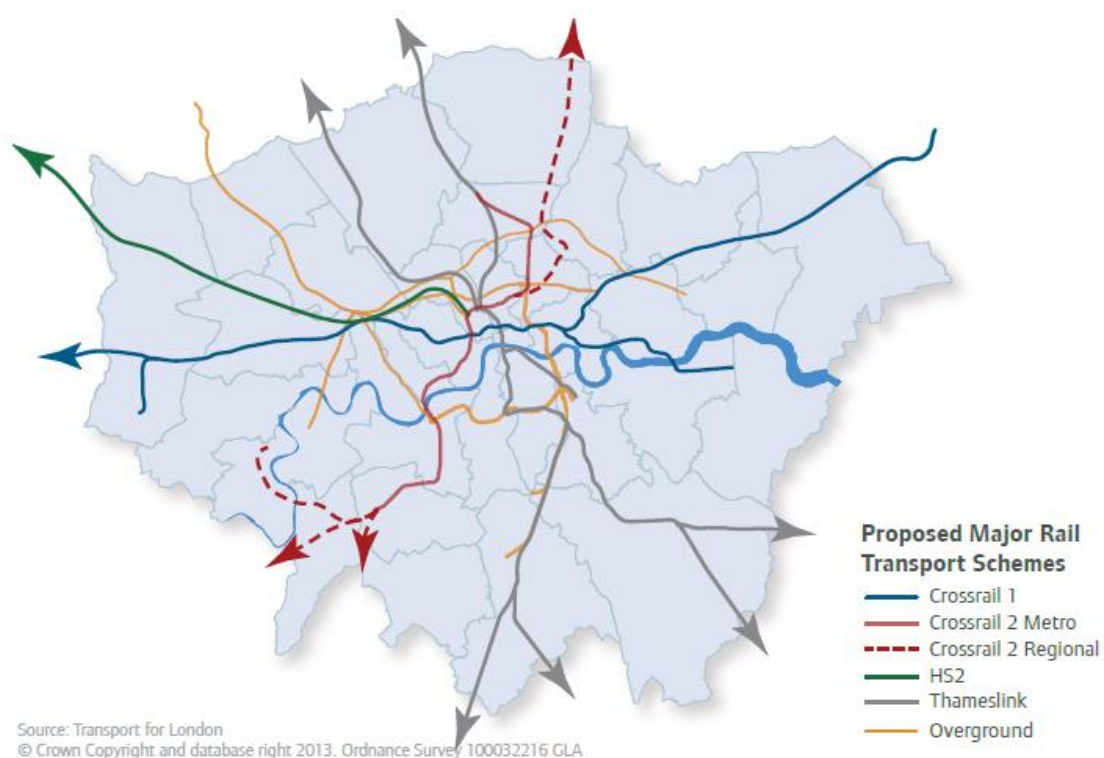 Proposed Major Rail
Transport Schemes
Crossrail 1
Crossrail 2 Metro
Crossrail 2 Regional
HS2
Thameslink
Overground
Source: Transport for London
© Crown Copyright and database right 2013. Ordnance Survey 100032216 GLA